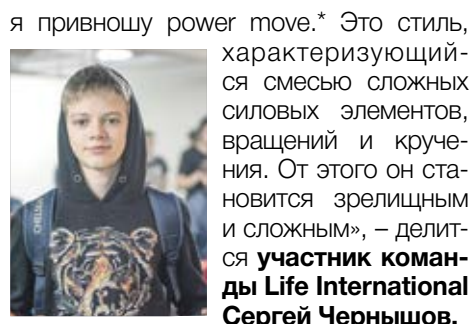 я привношу power move.* Это стиль,
характеризующий-
ся смесью сложных
силовых элементов,
вращений и круче-
ния. От этого он ста-
новится зрелищным
и сложным», – делит-
ся участник коман-
ды Life International
Сергей Чернышов.